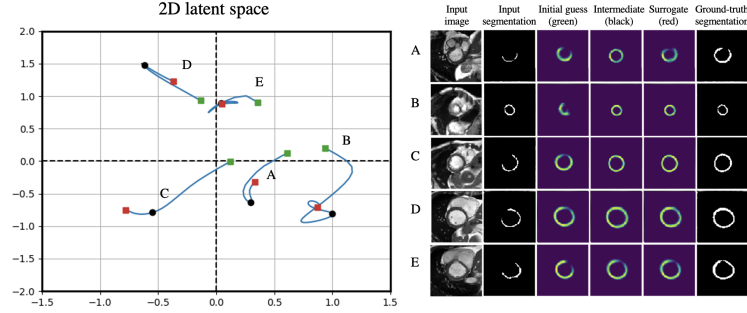 2D latent space
2.0
1.5
1.0
0.5
0.0
−0.5
−1.0
−1.5
−2.0
−1.5 −1.0 −0.5 0.0 0.5 1.0 1.5
D
E
B
A
C
Input image
Input segmentation
Initial guess (green)
Intermediate (black)
Surrogate (red)
Ground-truth segmentation
A
B
C
D
E